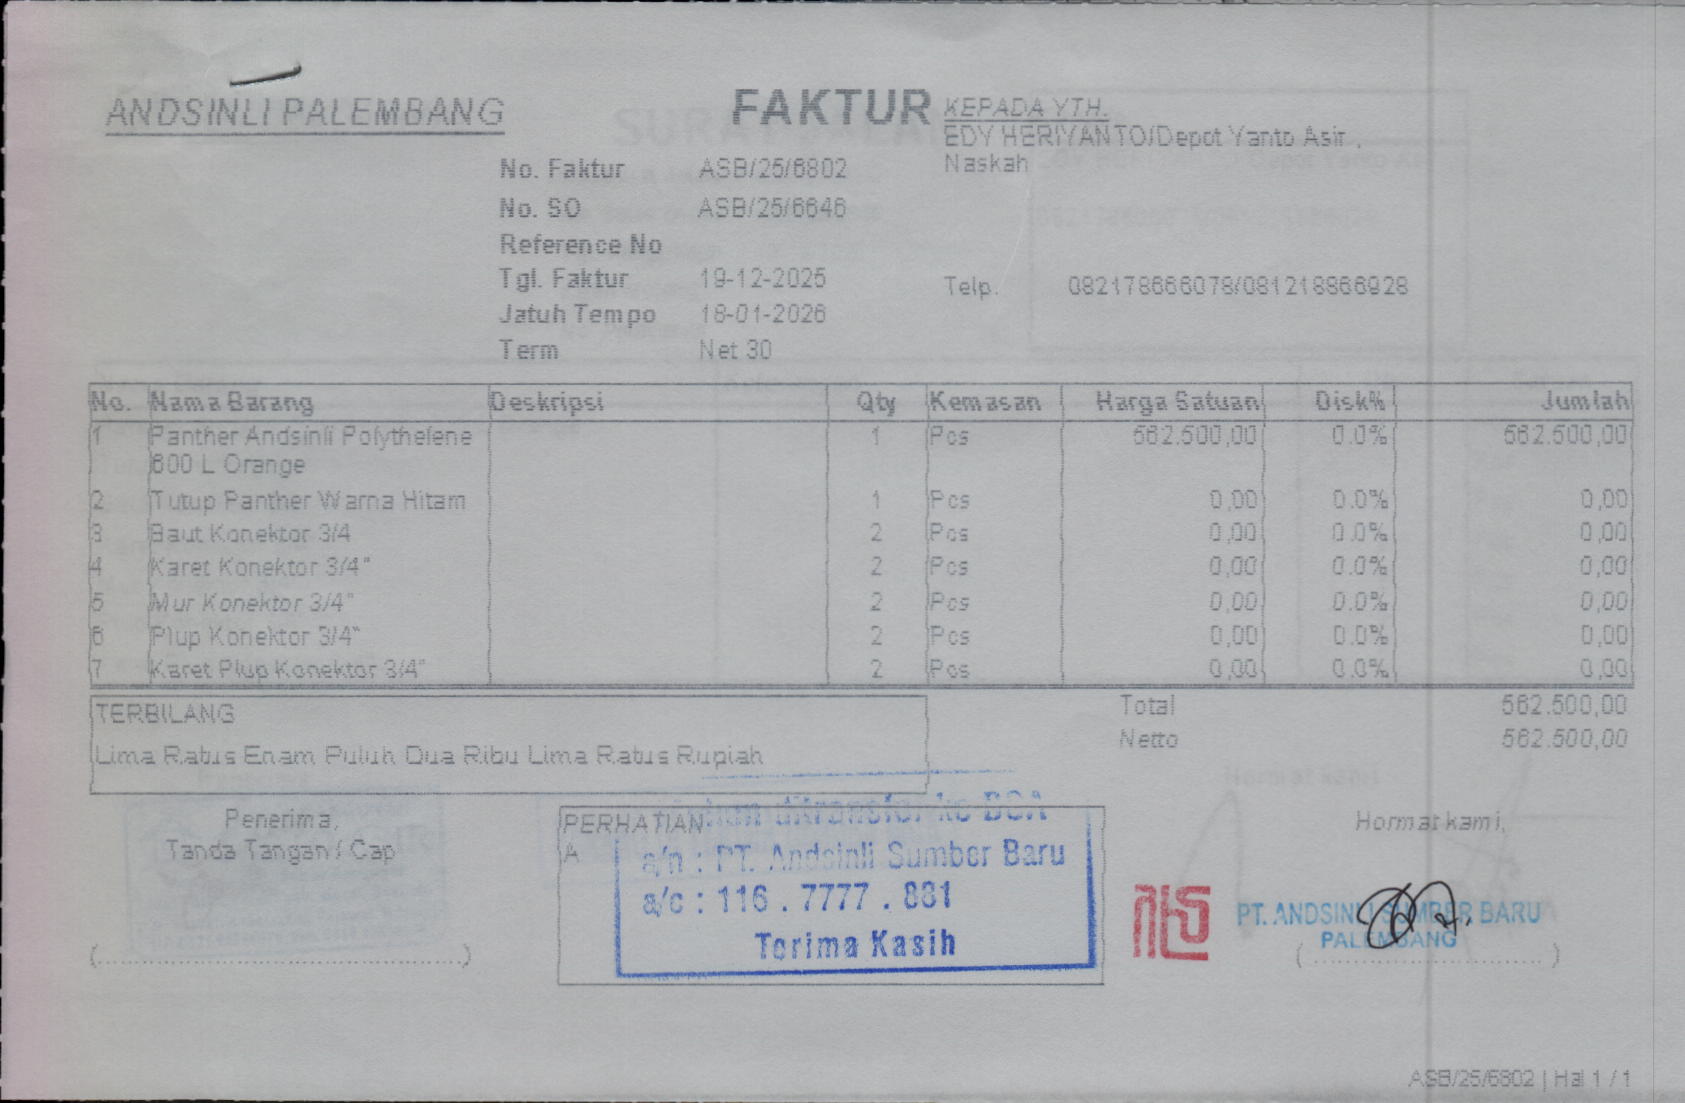 ANDSINLI PALEMBANG
FAKTUR
KEPADA YTH.
EDY HERIYANTO/Depot Yanto Asir,
Naskah
No. Faktur ASB/25/6802
No. SO ASB/25/6646
Reference No
Tgl. Faktur 19-12-2025
Jatuh Tempo 18-01-2026
Term Net 30
Telp. 082178666078/081218866928
No. Nama Barang Deskripsi Qty Kemasan Harga Satuan Disk% Jumlah
1 Panther Andsinli Polythelene 1 Pcs 562.500,00 0.0% 562.500,00
600 L Orange
2 Tutup Panther Warna Hitam 1 Pcs 0,00 0.0% 0,00
3 Baut Konektor 3/4 2 Pcs 0,00 0.0% 0,00
4 Karet Konektor 3/4" 2 Pcs 0,00 0.0% 0,00
5 Mur Konektor 3/4" 2 Pcs 0,00 0.0% 0,00
6 Plup Konektor 3/4" 2 Pcs 0,00 0.0% 0,00
7 Karet Plup Konektor 3/4" 2 Pcs 0,00 0.0% 0,00
TERBILANG
Lima Ratus Enam Puluh Dua Ribu Lima Ratus Rupiah
Total 562.500,00
Netto 562.500,00
Penerima,
Tanda Tangan / Cap
PERHATIAN
A
ditransfer ke BCA
a/n : PT. Andsinli Sumber Baru
a/c : 116 . 7777 . 881
Terima Kasih
Hormat kami,
PT. ANDSINLI SUMBER BARU
PALEMBANG
ASB/25/6802 | Hal 1 / 1